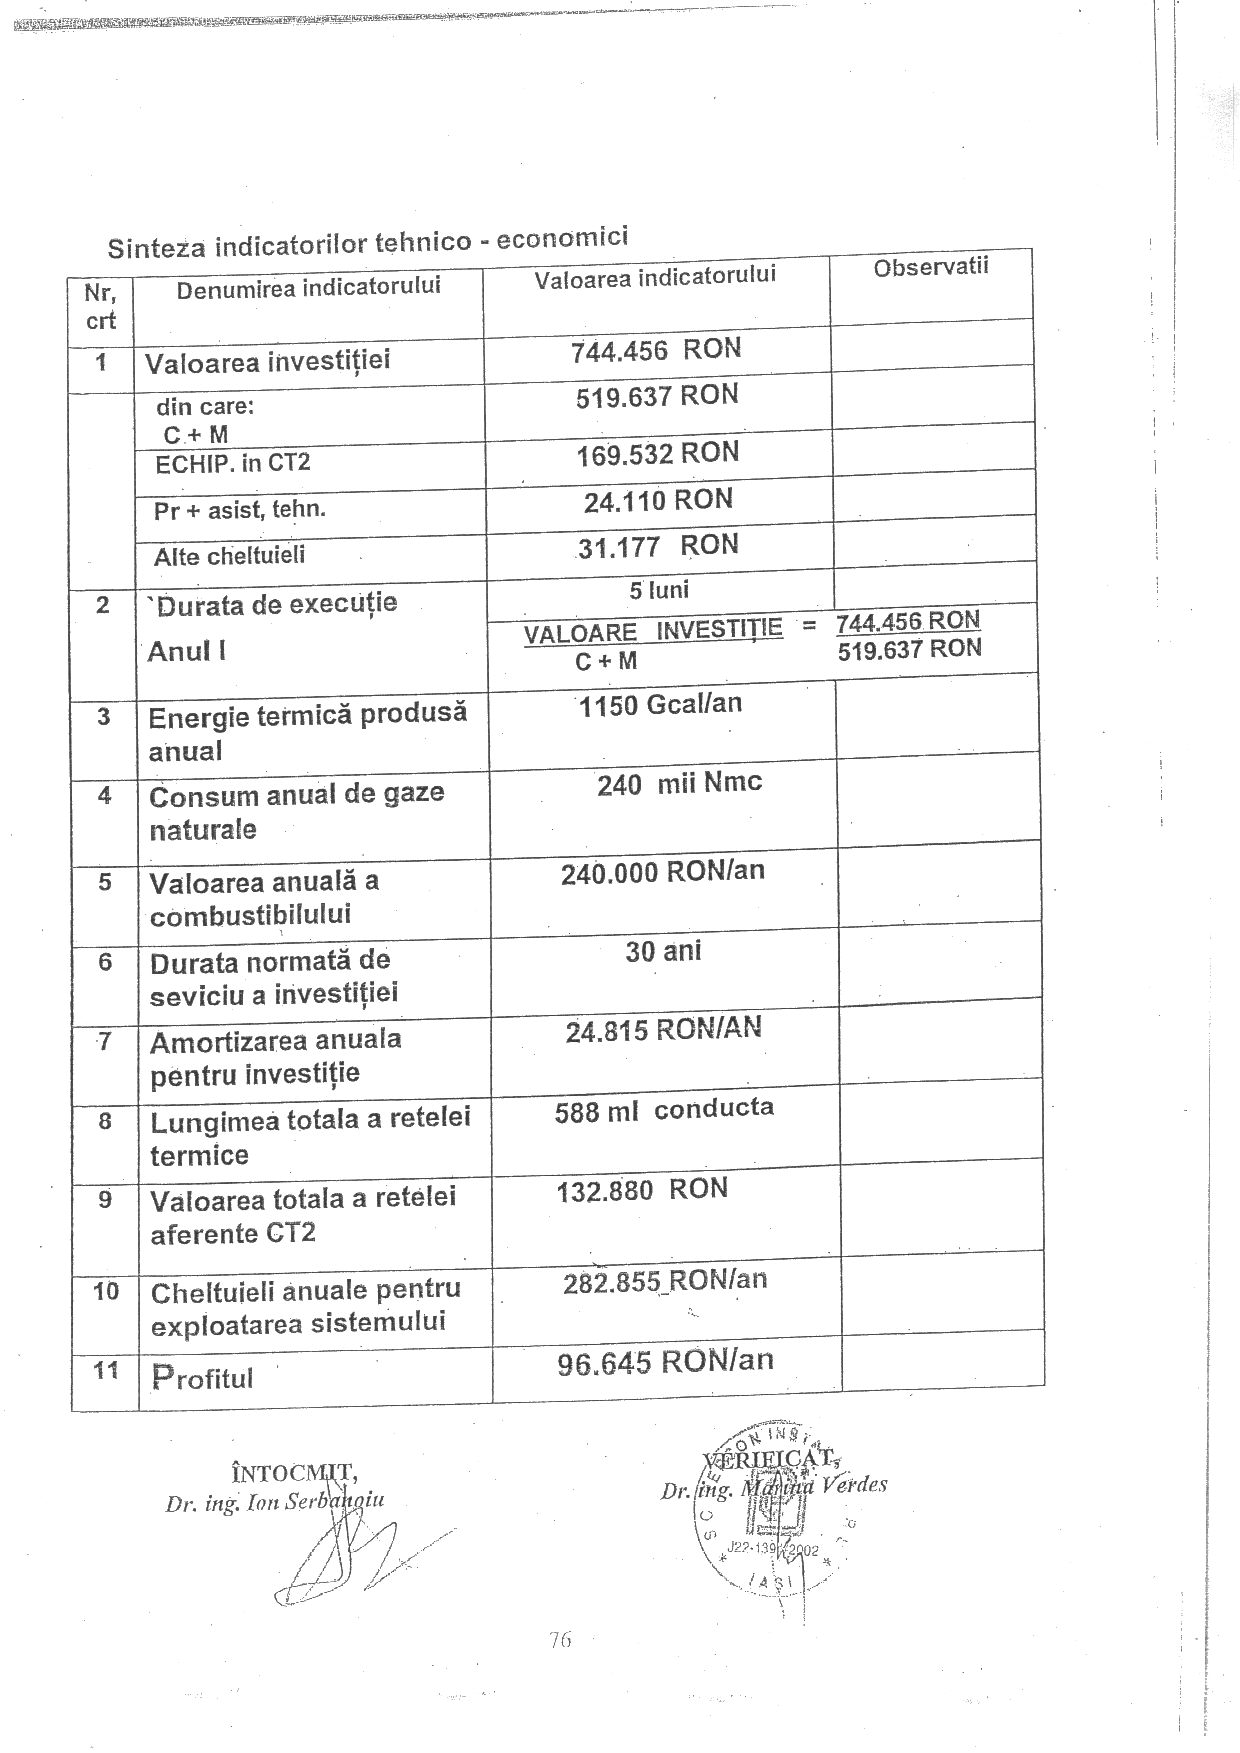 Sinteza indicatorilor tehnico - economici
Nr, crt Denumirea indicatorului Valoarea indicatorului Observatii
1 Valoarea investiției 744.456 RON
din care: 519.637 RON
C + M
ECHIP. in CT2 169.532 RON
Pr + asist, tehn. 24.110 RON
Alte cheltuieli 31.177 RON
2 Durata de execuție 5 luni
VALOARE INVESTIȚIE = 744.456 RON
Anul I
C + M 519.637 RON
3 Energie termică produsă 1150 Gcal/an
anual
4 Consum anual de gaze 240 mii Nmc
naturale
5 Valoarea anuală a 240.000 RON/an
combustibilului
6 Durata normată de 30 ani
seviciu a investiției
7 Amortizarea anuala 24.815 RON/AN
pentru investiție
8 Lungimea totala a retelei 588 ml conducta
termice
9 Valoarea totala a retelei 132.880 RON
aferente CT2
10 Cheltuieli anuale pentru 282.855 RON/an
exploatarea sistemului
11 Profitul 96.645 RON/an
ÎNTOCMIT, VERIFICAT,
Dr. ing. Ion Serbanoiu Dr. ing. Marina Verdes
IAȘI
76